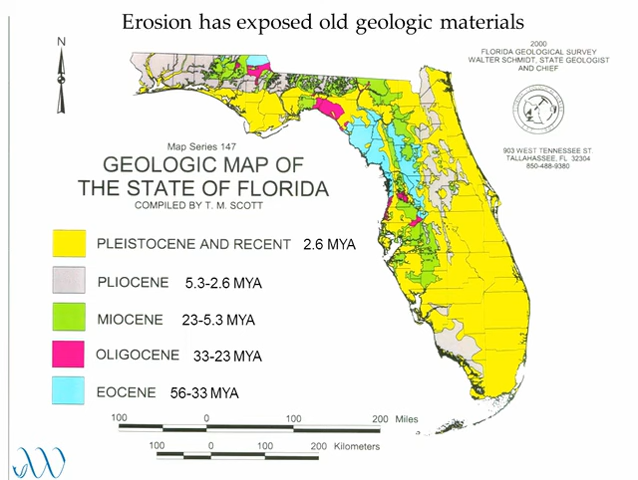 Erosion has exposed old geologic materials
N
2000
FLORIDA GEOLOGICAL SURVEY
WALTER SCHMIDT, STATE GEOLOGIST
AND CHIEF
903 WEST TENNESSEE ST.
TALLAHASSEE, FL 32304
850-488-9380
Map Series 147
GEOLOGIC MAP OF
THE STATE OF FLORIDA
COMPILED BY T. M. SCOTT
PLEISTOCENE AND RECENT 2.6 MYA
PLIOCENE 5.3-2.6 MYA
MIOCENE 23-5.3 MYA
OLIGOCENE 33-23 MYA
EOCENE 56-33 MYA
100 0 100 200 Miles
100 0 100 200 Kilometers